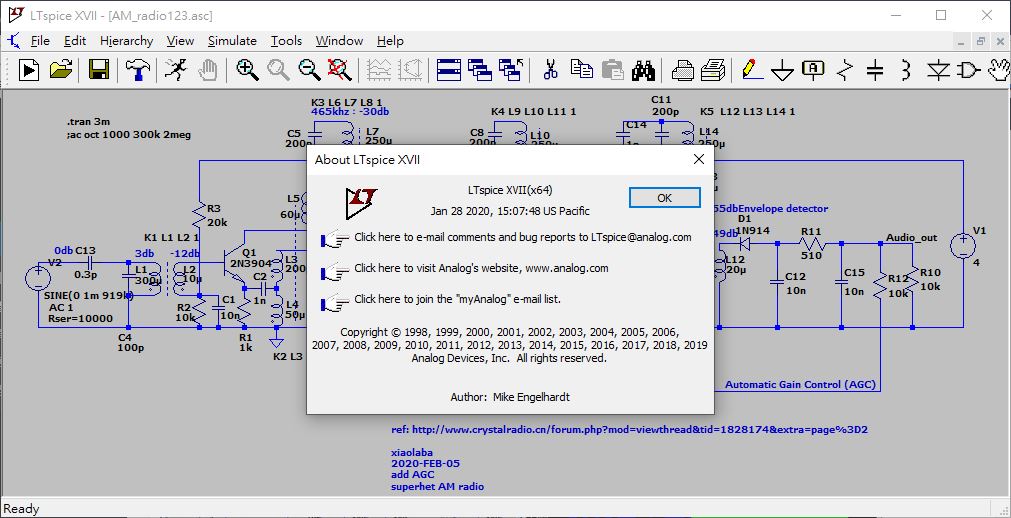 LTspice XVII - [AM_radio123.asc]
File Edit Hierarchy View Simulate Tools Window Help
.tran 3m
;ac oct 1000 300k 2meg
K3 L6 L7 L8 1
465khz : -30db
C5
200p
L7
250µ
K4 L9 L10 L11 1
C8
200p
L10
250µ
C14
1n
C11
200p
K5 L12 L13 L14 1
L14
250µ
R3
20k
L5
60µ
0db
C13
0.3p
K1 L1 L2 1
3db
-12db
V2
L1
300µ
L2
10µ
Q1
2N3904
L3
200
C2
1n
SINE(0 1m 919k)
AC 1
Rser=10000
R2
10k
C1
10n
L4
50µ
C4
100p
R1
1k
K2 L3
About LTspice XVII
LTspice XVII(x64)
OK
Jan 28 2020, 15:07:48 US Pacific
Click here to e-mail comments and bug reports to LTspice@analog.com
Click here to visit Analog's website, www.analog.com
Click here to join the "myAnalog" e-mail list.
Copyright © 1998, 1999, 2000, 2001, 2002, 2003, 2004, 2005, 2006,
2007, 2008, 2009, 2010, 2011, 2012, 2013, 2014, 2015, 2016, 2017, 2018, 2019
Analog Devices, Inc. All rights reserved.
Author: Mike Engelhardt
55dbEnvelope detector
49db
D1
1N914
R11
510
Audio_out
V1
4
L12
20µ
C12
10n
C15
10n
R12
10k
R10
10k
Automatic Gain Control (AGC)
ref: http://www.crystalradio.cn/forum.php?mod=viewthread&tid=1828174&extra=page%3D2
xiaolaba
2020-FEB-05
add AGC
superhet AM radio
Ready